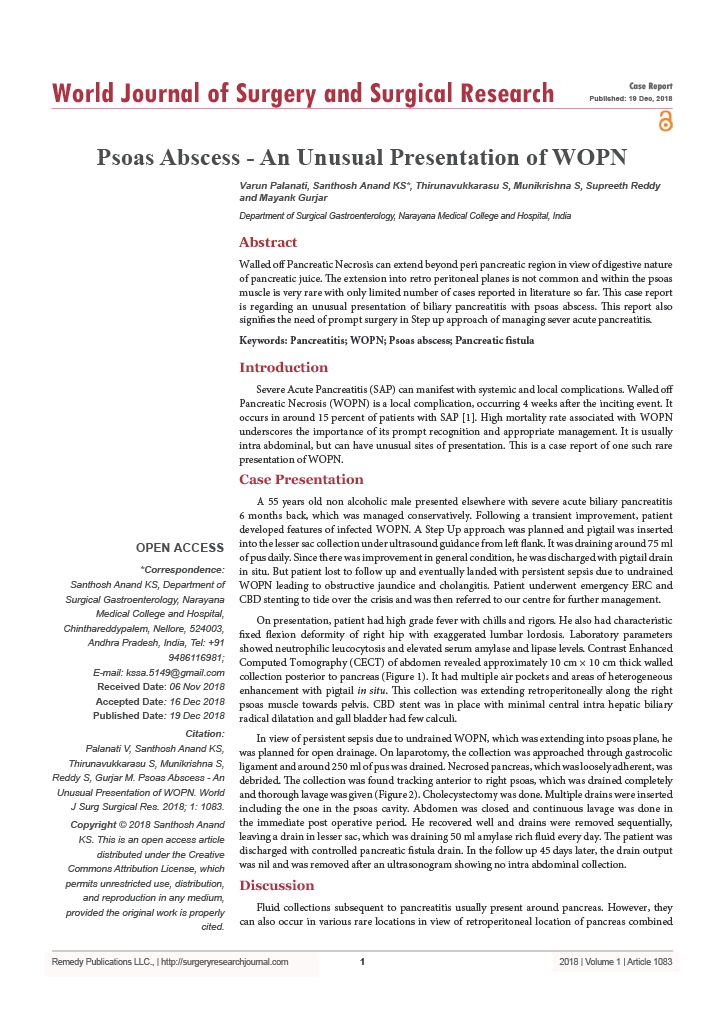 World Journal of Surgery and Surgical Research
Case Report
Published: 19 Dec, 2018
Psoas Abscess - An Unusual Presentation of WOPN
Varun Palanati, Santhosh Anand KS*, Thirunavukkarasu S, Munikrishna S, Supreeth Reddy
and Mayank Gurjar
Department of Surgical Gastroenterology, Narayana Medical College and Hospital, India
Abstract
Walled off Pancreatic Necrosis can extend beyond peri pancreatic region in view of digestive nature
of pancreatic juice. The extension into retro peritoneal planes is not common and within the psoas
muscle is very rare with only limited number of cases reported in literature so far. This case report
is regarding an unusual presentation of biliary pancreatitis with psoas abscess. This report also
signifies the need of prompt surgery in Step up approach of managing sever acute pancreatitis.
Keywords: Pancreatitis; WOPN; Psoas abscess; Pancreatic fistula
Introduction
Severe Acute Pancreatitis (SAP) can manifest with systemic and local complications. Walled off
Pancreatic Necrosis (WOPN) is a local complication, occurring 4 weeks after the inciting event. It
occurs in around 15 percent of patients with SAP [1]. High mortality rate associated with WOPN
underscores the importance of its prompt recognition and appropriate management. It is usually
intra abdominal, but can have unusual sites of presentation. This is a case report of one such rare
presentation of WOPN.
Case Presentation
A 55 years old non alcoholic male presented elsewhere with severe acute biliary pancreatitis
6 months back, which was managed conservatively. Following a transient improvement, patient
developed features of infected WOPN. A Step Up approach was planned and pigtail was inserted
into the lesser sac collection under ultrasound guidance from left flank. It was draining around 75 ml
of pus daily. Since there was improvement in general condition, he was discharged with pigtail drain
in situ. But patient lost to follow up and eventually landed with persistent sepsis due to undrained
WOPN leading to obstructive jaundice and cholangitis. Patient underwent emergency ERC and
CBD stenting to tide over the crisis and was then referred to our centre for further management.
On presentation, patient had high grade fever with chills and rigors. He also had characteristic
fixed flexion deformity of right hip with exaggerated lumbar lordosis. Laboratory parameters
showed neutrophilic leucocytosis and elevated serum amylase and lipase levels. Contrast Enhanced
Computed Tomography (CECT) of abdomen revealed approximately 10 cm × 10 cm thick walled
collection posterior to pancreas (Figure 1). It had multiple air pockets and areas of heterogeneous
enhancement with pigtail in situ. This collection was extending retroperitoneally along the right
psoas muscle towards pelvis. CBD stent was in place with minimal central intra hepatic biliary
radical dilatation and gall bladder had few calculi.
In view of persistent sepsis due to undrained WOPN, which was extending into psoas plane, he
was planned for open drainage. On laparotomy, the collection was approached through gastrocolic
ligament and around 250 ml of pus was drained. Necrosed pancreas, which was loosely adherent, was
debrided. The collection was found tracking anterior to right psoas, which was drained completely
and thorough lavage was given (Figure 2). Cholecystectomy was done. Multiple drains were inserted
including the one in the psoas cavity. Abdomen was closed and continuous lavage was done in
the immediate post operative period. He recovered well and drains were removed sequentially,
leaving a drain in lesser sac, which was draining 50 ml amylase rich fluid every day. The patient was
discharged with controlled pancreatic fistula drain. In the follow up 45 days later, the drain output
was nil and was removed after an ultrasonogram showing no intra abdominal collection.
Discussion
Fluid collections subsequent to pancreatitis usually present around pancreas. However, they
can also occur in various rare locations in view of retroperitoneal location of pancreas combined
OPEN ACCESS
*Correspondence:
Santhosh Anand KS, Department of
Surgical Gastroenterology, Narayana
Medical College and Hospital,
Chinthareddypalem, Nellore, 524003,
Andhra Pradesh, India, Tel: +91
9486116981;
E-mail: kssa.5149@gmail.com
Received Date: 06 Nov 2018
Accepted Date: 16 Dec 2018
Published Date: 19 Dec 2018
Citation:
Palanati V, Santhosh Anand KS,
Thirunavukkarasu S, Munikrishna S,
Reddy S, Gurjar M. Psoas Abscess - An
Unusual Presentation of WOPN. World
J Surg Surgical Res. 2018; 1: 1083.
Copyright © 2018 Santhosh Anand
KS. This is an open access article
distributed under the Creative
Commons Attribution License, which
permits unrestricted use, distribution,
and reproduction in any medium,
provided the original work is properly
cited.
Remedy Publications LLC., | http://surgeryresearchjournal.com
1
2018 | Volume 1 | Article 1083